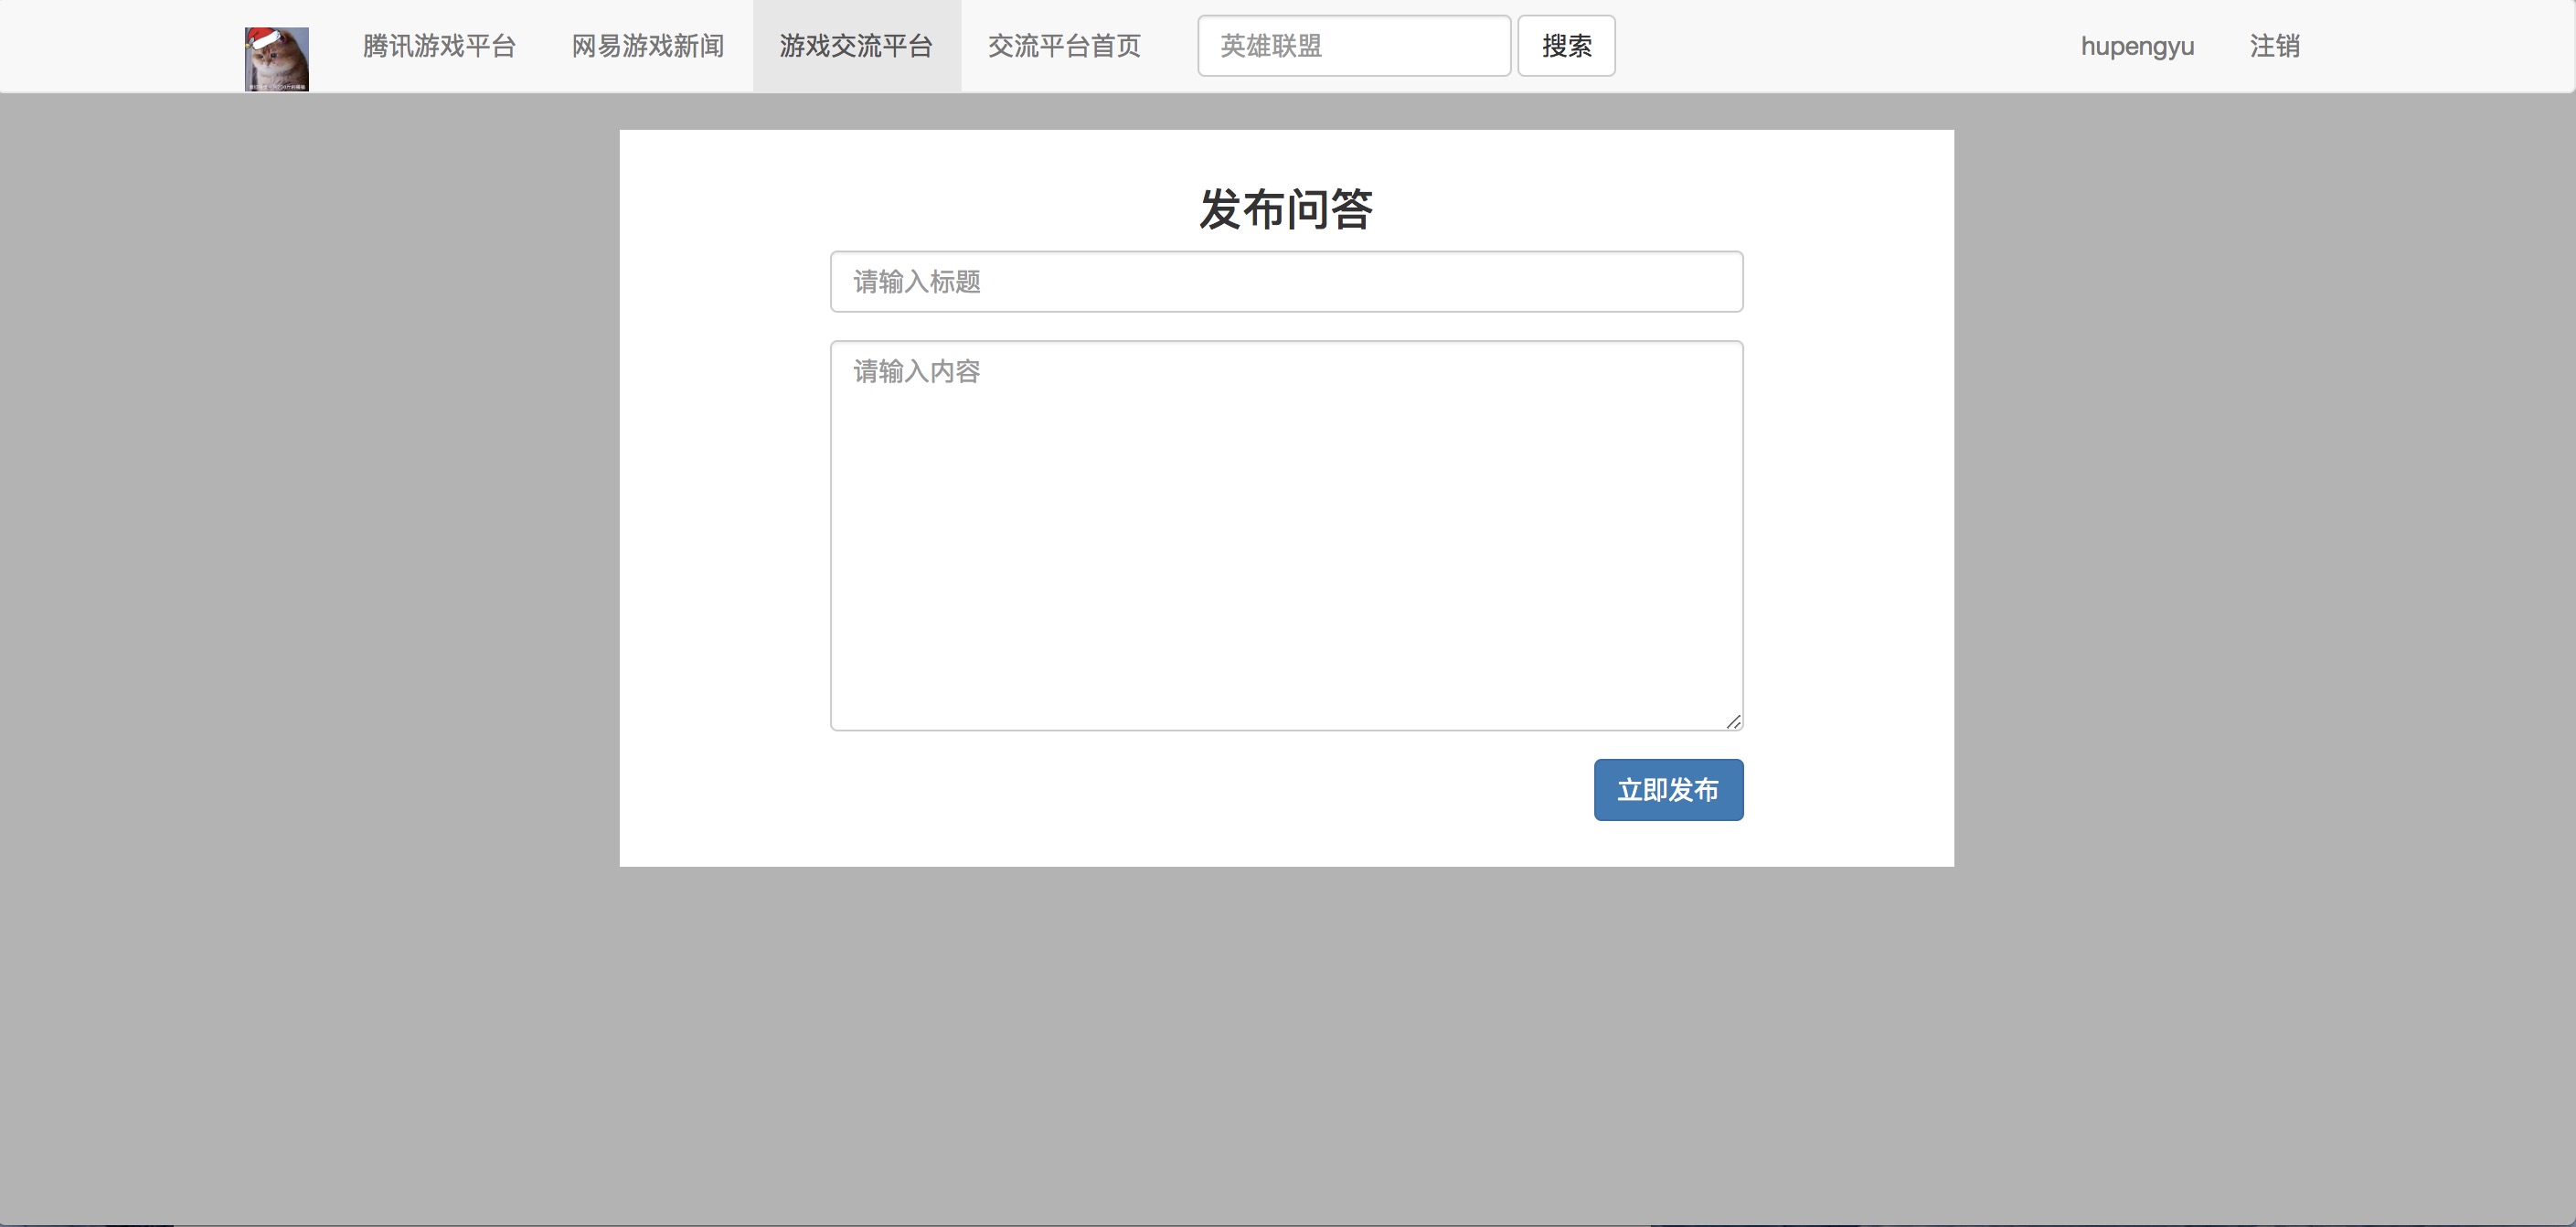 腾讯游戏平台 网易游戏新闻 游戏交流平台 交流平台首页 英雄联盟 搜索 hupengyu 注销
发布问答
请输入标题
请输入内容
立即发布